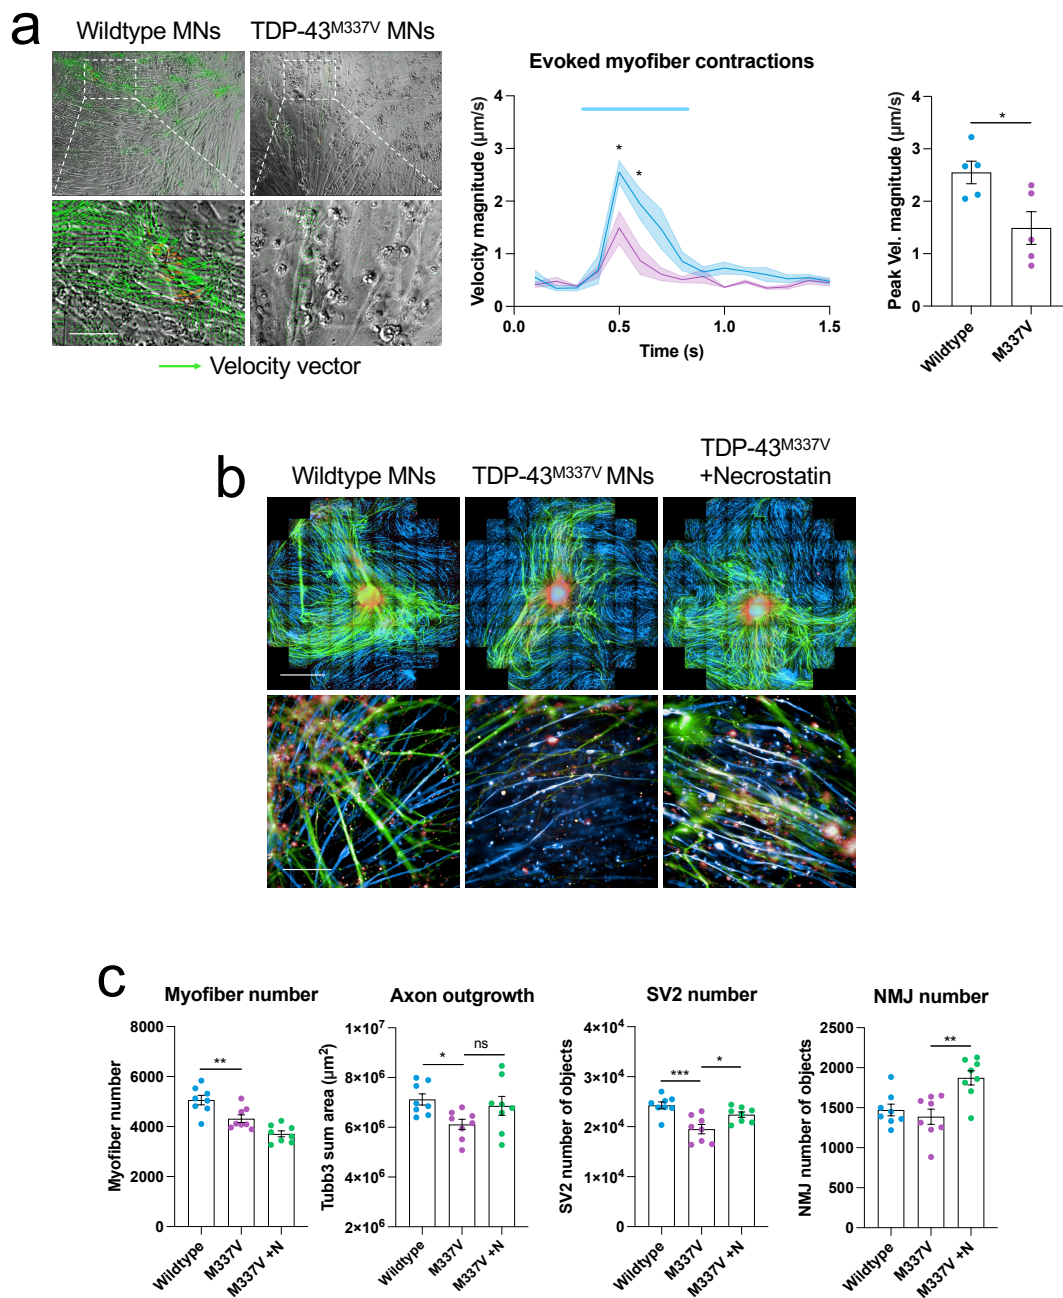 a
Wildtype MNs
TDP-43M337V MNs
Velocity vector
Evoked myofiber contractions
Velocity magnitude (µm/s)
4
3
2
1
0
0.0
0.5
1.0
1.5
*
*
Time (s)
Peak Vel. magnitude (µm/s)
4
3
2
1
0
*
Wildtype
M337V
b
Wildtype MNs
TDP-43M337V MNs
TDP-43M337V
+Necrostatin
c
Myofiber number
Myofiber number
8000
6000
4000
2000
0
**
Wildtype
M337V
M337V +N
Axon outgrowth
Tubb3 sum area (µm²)
1×10⁷
8×10⁶
6×10⁶
4×10⁶
2×10⁶
*
ns
Wildtype
M337V
M337V +N
SV2 number
SV2 number of objects
4×10⁴
3×10⁴
2×10⁴
1×10⁴
0
***
*
Wildtype
M337V
M337V +N
NMJ number
NMJ number of objects
2500
2000
1500
1000
500
0
**
Wildtype
M337V
M337V +N